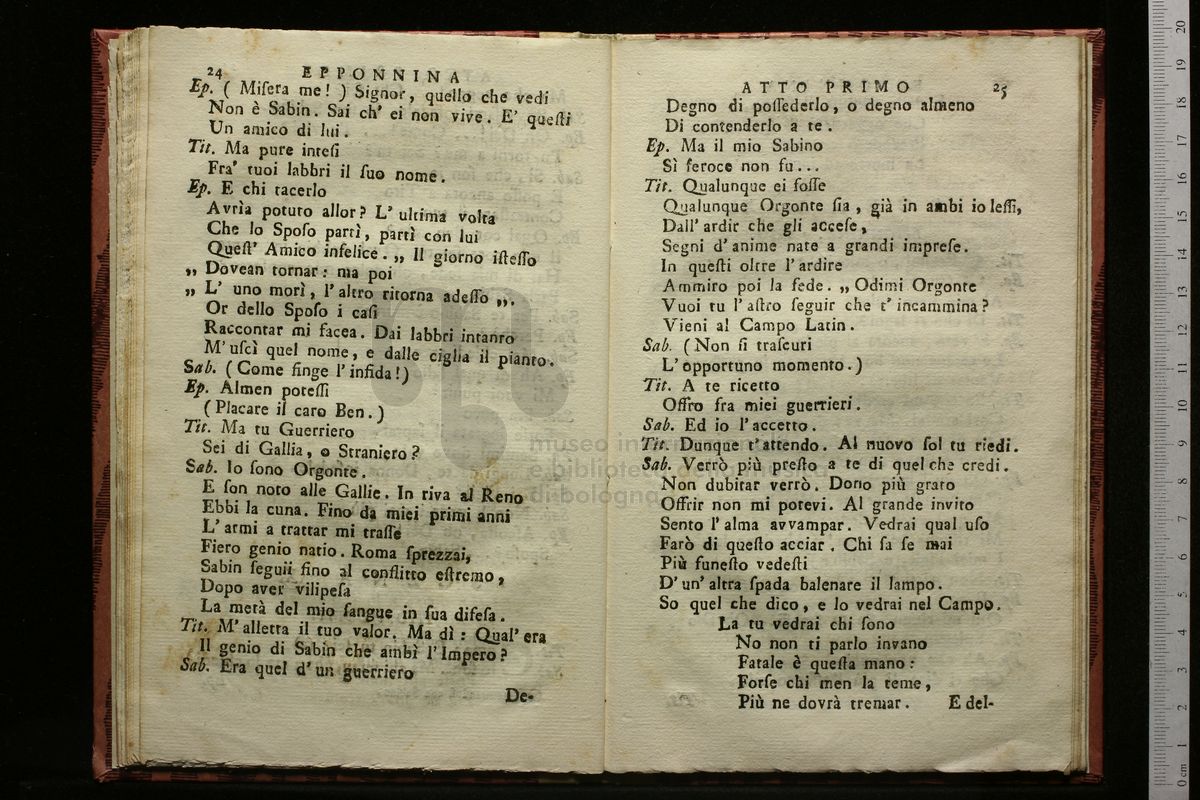 24 EPPONNINA
Ep. ( Miſera me! ) Signor, quello che vedi
Non è Sabin. Sai ch' ei non vive. E' queſti
Un amico di lui.
Tit. Ma pure inteſi
Fra' tuoi labbri il ſuo nome.
Ep. E chi tacerlo
Avrìa potuto allor? L' ultima volta
Che lo Spoſo partì, partì con lui
Queſt' Amico infelice. „ Il giorno iſteſſo
„ Dovean tornar: ma poi
„ L' uno morì, l'altro ritorna adeſſo „.
Or dello Spoſo i caſi
Raccontar mi facea. Dai labbri intanto
M'uſcì quel nome, e dalle ciglia il pianto.
Sab. (Come finge l'infida!)
Ep. Almen poteſſi
(Placare il caro Ben.)
Tit. Ma tu Guerriero
Sei di Gallia, o Straniero?
Sab. Io ſono Orgonte.
E ſon noto alle Gallie. In riva al Reno
Ebbi la cuna. Fino da miei primi anni
L'armi a trattar mi traſſe
Fiero genio natio. Roma ſprezzai,
Sabin ſeguii fino al conflitto eſtremo,
Dopo aver vilipeſa
La metà del mio ſangue in ſua difeſa.
Tit. M'alletta il tuo valor. Ma dì: Qual'era
Il genio di Sabin che ambì l'Impero?
Sab. Era quel d'un guerriero
De-
ATTO PRIMO 25
Degno di poſſederlo, o degno almeno
Di contenderlo a te.
Ep. Ma il mio Sabino
Sì feroce non fu...
Tit. Qualunque ei foſſe
Qualunque Orgonte ſia, già in ambi io leſſi,
Dall' ardir che gli acceſe,
Segni d'anime nate a grandi impreſe.
In queſti oltre l'ardire
Ammiro poi la fede. „ Odimi Orgonte
Vuoi tu l'aſtro ſeguir che t'incammina?
Vieni al Campo Latin.
Sab. (Non ſi traſcuri
L'opportuno momento.)
Tit. A te ricetto
Offro fra miei guerrieri.
Sab. Ed io l'accetto.
Tit. Dunque t'attendo. Al nuovo ſol tu riedi.
Sab. Verrò più preſto a te di quel che credi.
Non dubitar verrò. Dono più grato
Offrir non mi potevi. Al grande invito
Sento l'alma avvampar. Vedrai qual uſo
Farò di queſto acciar. Chi ſa ſe mai
Più funeſto vedeſti
D'un'altra ſpada balenare il lampo.
So quel che dico, e lo vedrai nel Campo.
La tu vedrai chi ſono
No non ti parlo invano
Fatale è queſta mano:
Forſe chi men la teme,
Più ne dovrà tremar. E del-